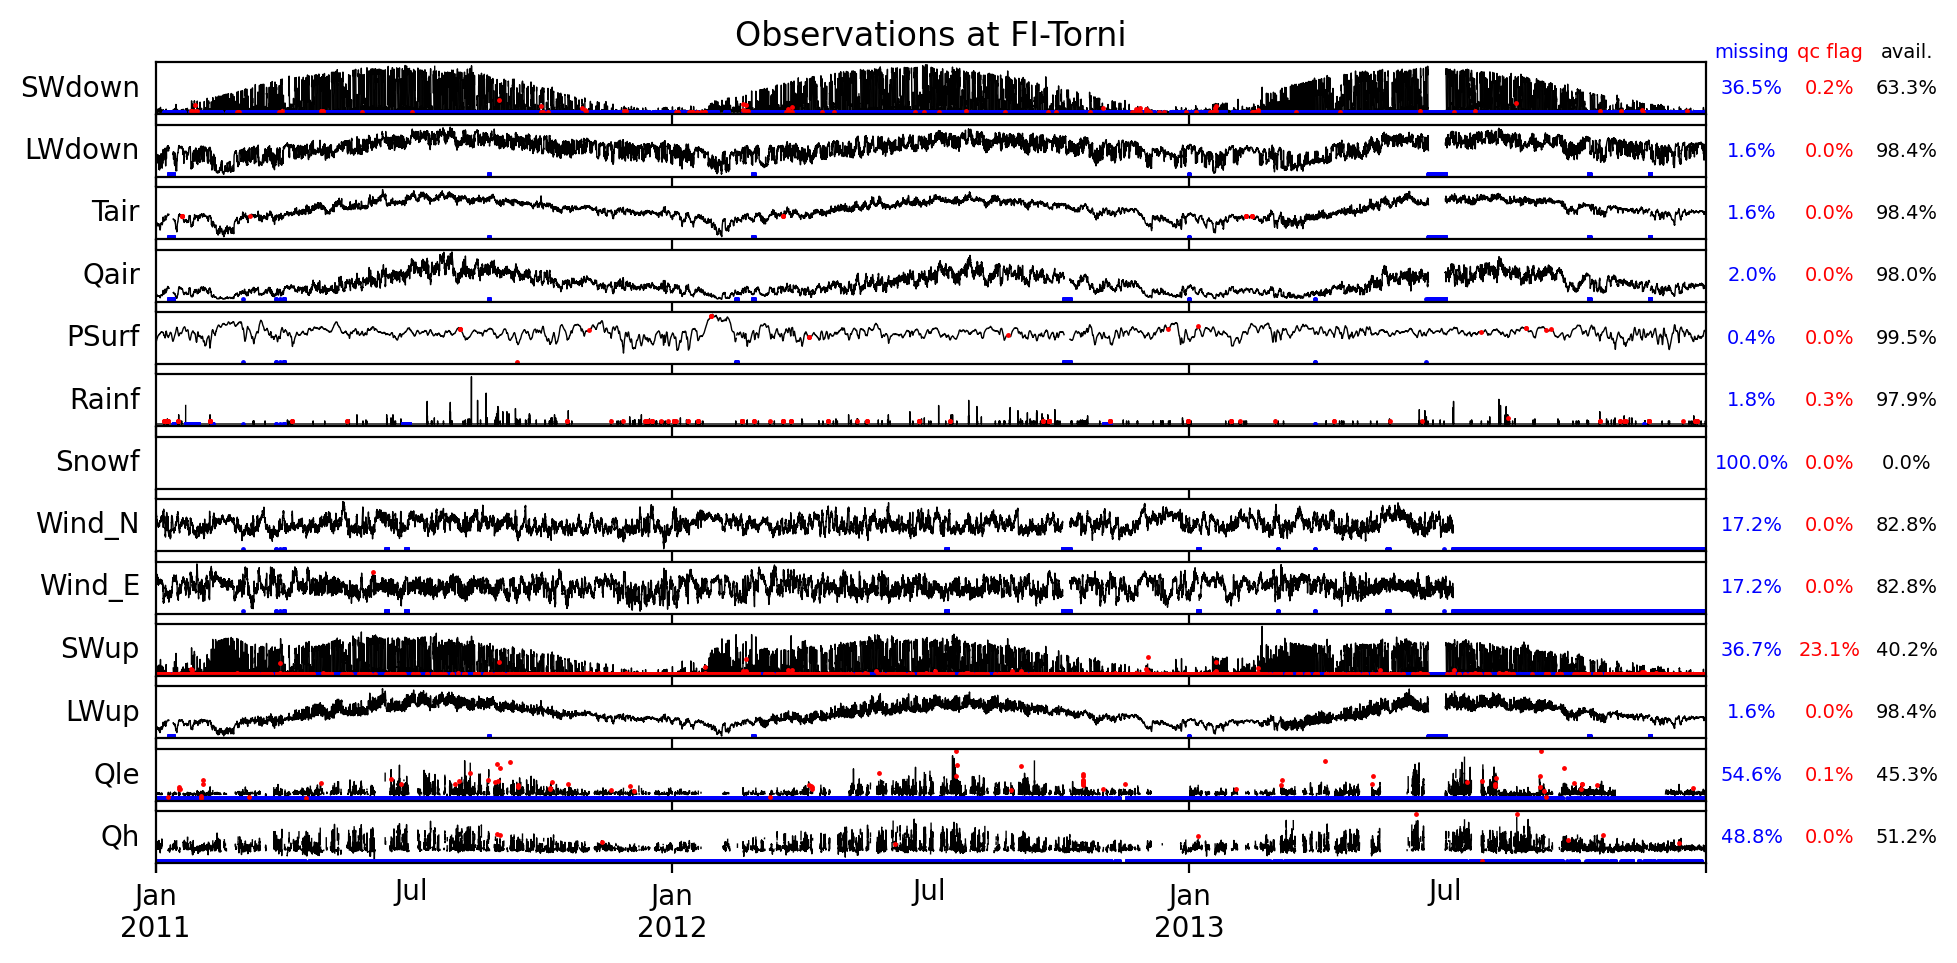 Observations at FI-Torni
missing qc flag avail.
SWdown 36.5% 0.2% 63.3%
LWdown 1.6% 0.0% 98.4%
Tair 1.6% 0.0% 98.4%
Qair 2.0% 0.0% 98.0%
PSurf 0.4% 0.0% 99.5%
Rainf 1.8% 0.3% 97.9%
Snowf 100.0% 0.0% 0.0%
Wind_N 17.2% 0.0% 82.8%
Wind_E 17.2% 0.0% 82.8%
SWup 36.7% 23.1% 40.2%
LWup 1.6% 0.0% 98.4%
Qle 54.6% 0.1% 45.3%
Qh 48.8% 0.0% 51.2%
Jan Jul Jan Jul Jan Jul
2011 2012 2013